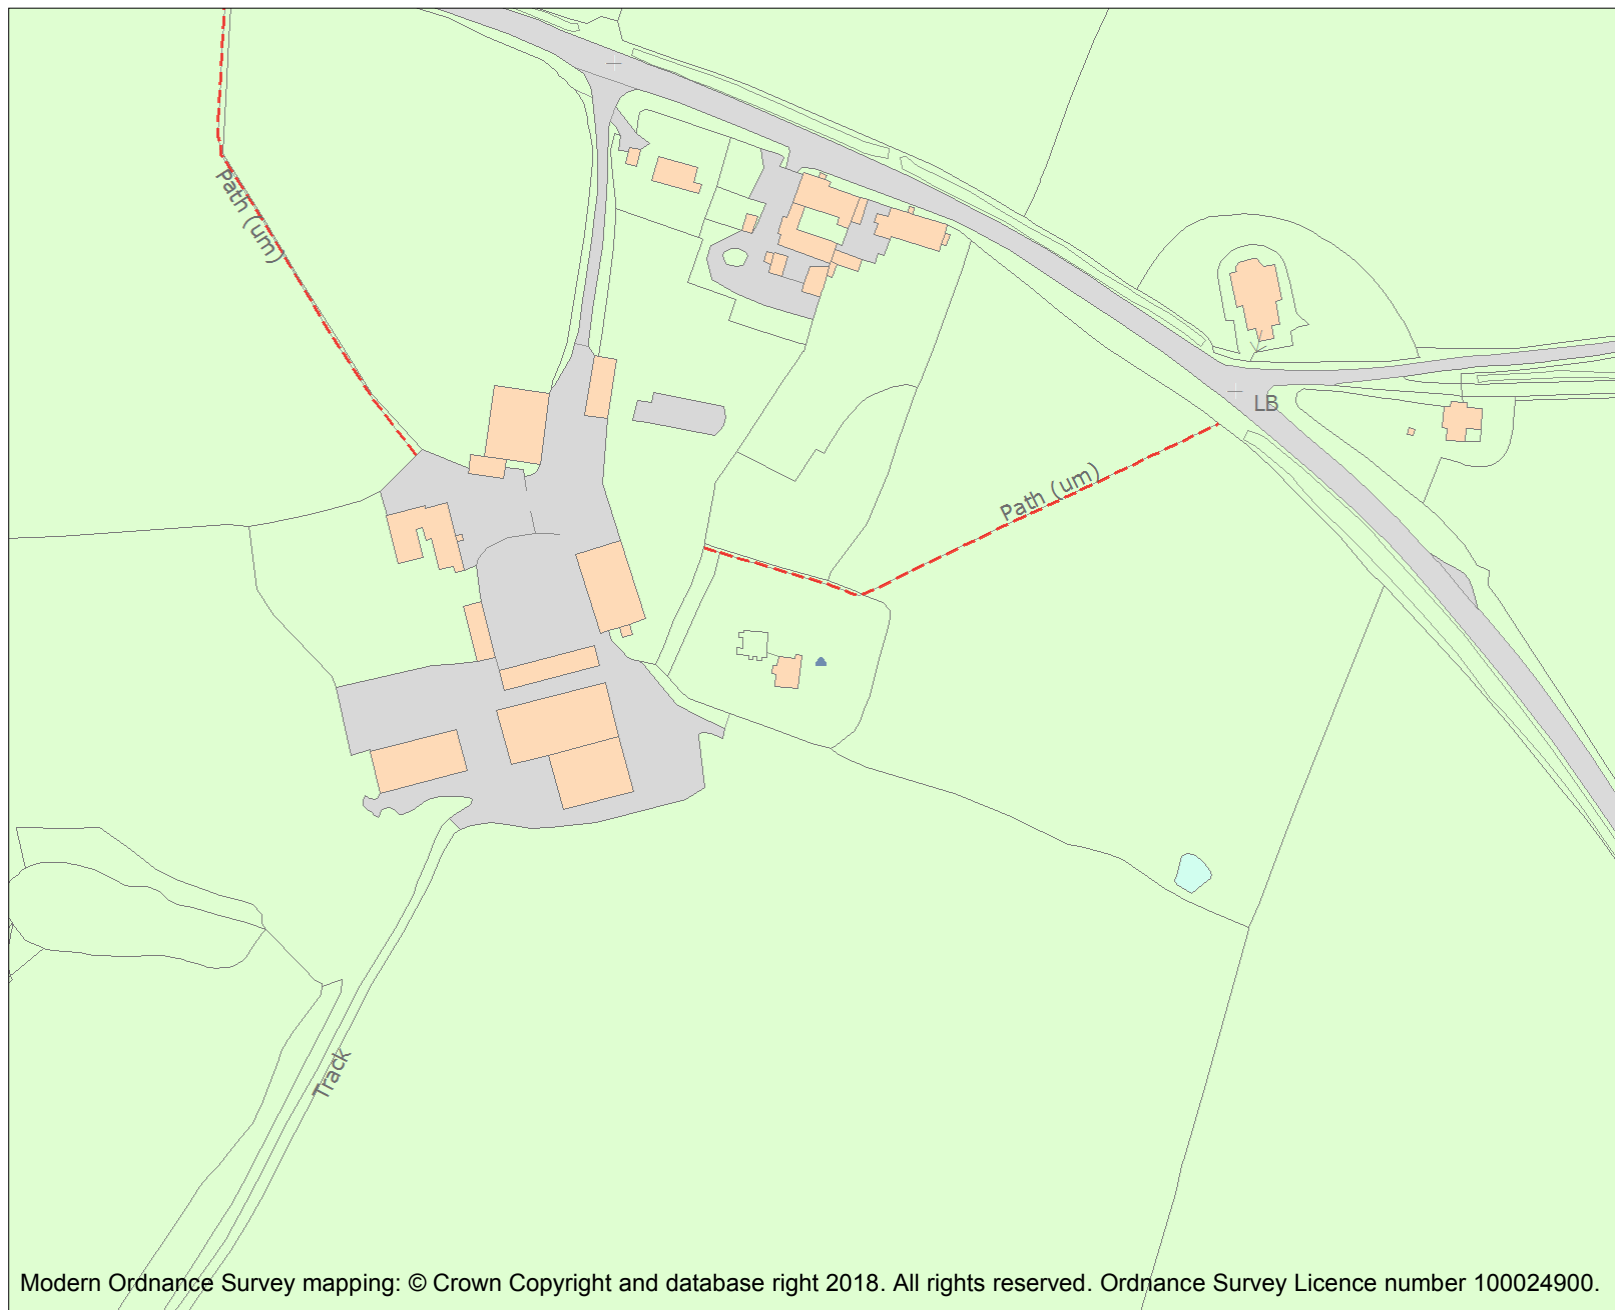 Path (um)
LB
Path (um)
Track
Modern Ordnance Survey mapping: © Crown Copyright and database right 2018. All rights reserved. Ordnance Survey Licence number 100024900.